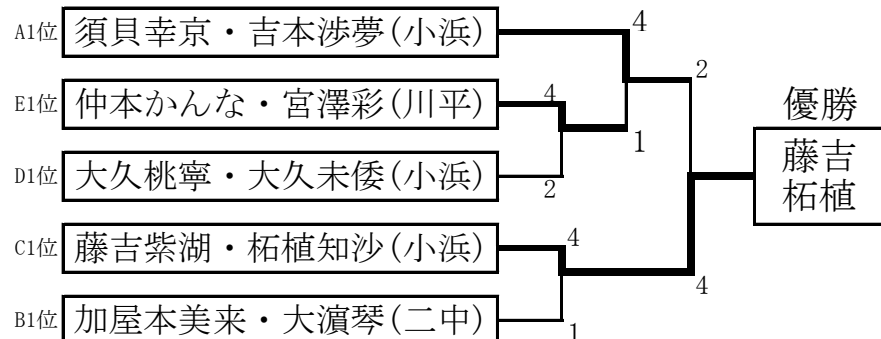 A1位 須貝幸京・吉本渉夢(小浜)
4
2
E1位 仲本かんな・宮澤彩(川平)
4
1
優勝
藤吉
柘植
D1位 大久桃寧・大久未倭(小浜)
2
C1位 藤吉紫湖・柘植知沙(小浜)
4
4
B1位 加屋本美来・大濵琴(二中)
1